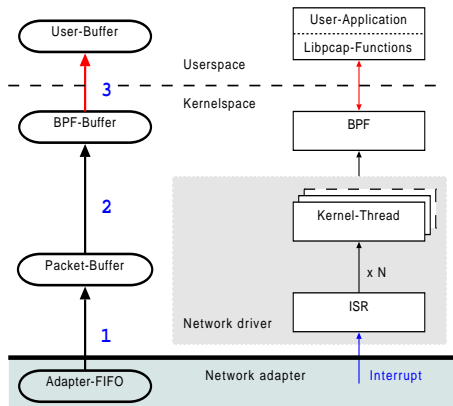 User-Buffer
User-Application
Libpcap-Functions
Userspace
3
Kernelspace
BPF-Buffer
BPF
2
Kernel-Thread
Packet-Buffer
x N
ISR
1
Network driver
Adapter-FIFO
Network adapter
Interrupt